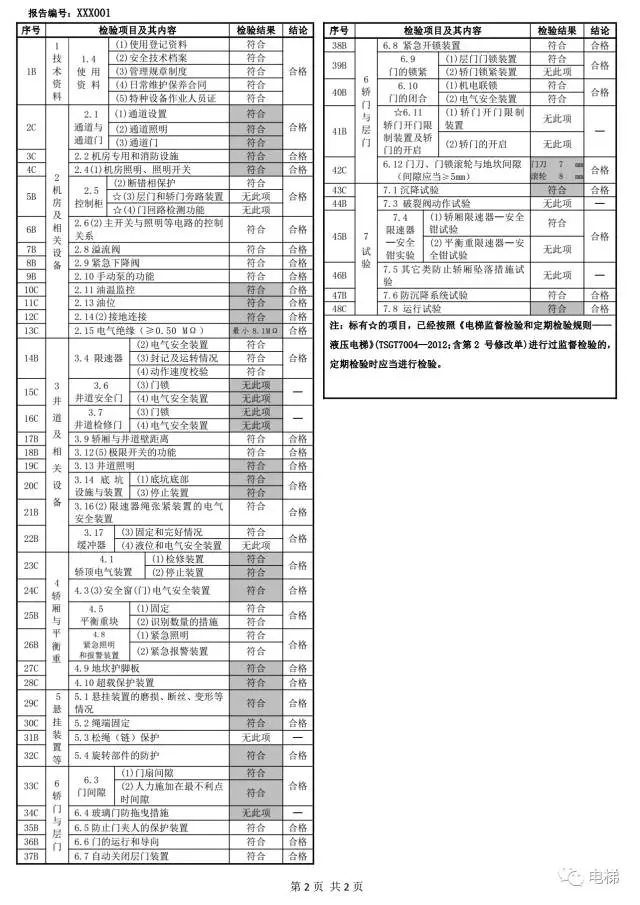 报告编号：XXX001
序号 检验项目及其内容 检验结果 结论
1B 1技术资料 1.4使用资料 (1)使用登记资料 符合 合格
(2)安全技术档案 符合
(3)管理规章制度 符合
(4)日常维护保养合同 符合
(5)特种设备作业人员证 符合
2C 2机房及相关设备 2.1通道与通道门 (1)通道设置 符合 合格
(2)通道照明 符合
(3)通道门 符合
3C 2.2 机房专用和消防设施 符合 合格
4C 2.4(1)机房照明、照明开关 符合 合格
5B 2.5控制柜 (2)断错相保护 符合 合格
☆(3)层门和轿门旁路装置 无此项
☆(4)门回路检测功能 无此项
6B 2.6(2)主开关与照明等电路的控制关系 符合 合格
7B 2.8 溢流阀 符合 合格
8B 2.9 紧急下降阀 符合 合格
9B 2.10 手动泵的功能 符合 合格
10C 2.11 油温监控 符合 合格
11C 2.13 油位 符合 合格
12C 2.14(2)接地连接 符合 合格
13C 2.15 电气绝缘（≥0.50 MΩ） 最小 8.1MΩ 合格
14B 3井道及相关设备 3.4 限速器 (2)电气安全装置 符合 合格
(3)封记及运转情况 符合
(4)动作速度校验 符合
15C 3.6井道安全门 (3)门锁 无此项 —
(4)电气安全装置 无此项
16C 3.7井道检修门 (3)门锁 无此项 —
(4)电气安全装置 无此项
17B 3.9 轿厢与井道壁距离 符合 合格
18B 3.12(5)极限开关的功能 符合 合格
19C 3.13 井道照明 符合 合格
20C 3.14 底坑设施与装置 (1)底坑底部 符合 合格
(3)停止装置 符合
21B 3.16(2)限速器绳张紧装置的电气安全装置 符合 合格
22B 3.17缓冲器 (3)固定和完好情况 符合 合格
(4)液位和电气安全装置 无此项
23C 4轿厢与平衡重 4.1轿顶电气装置 (1)检修装置 符合 合格
(2)停止装置 符合
24C 4.3(3)安全窗(门)电气安全装置 符合 合格
25B 4.5平衡重块 (1)固定 符合 合格
(2)识别数量的措施 符合
26B 4.8紧急照明和报警装置 (1)紧急照明 符合 合格
(2)紧急报警装置 符合
27C 4.9 地坎护脚板 符合 合格
28C 4.10 超载保护装置 符合 合格
29C 5悬挂装置等 5.1 悬挂装置的磨损、断丝、变形等情况 符合 合格
30C 5.2 绳端固定 符合 合格
31B 5.3 松绳（链）保护 无此项 —
32C 5.4 旋转部件的防护 符合 合格
33C 6轿门与层门 6.3门间隙 (1)门扇间隙 符合 合格
(2)人力施加在最不利点时间隙 符合
34C 6.4 玻璃门防拖曳措施 无此项 —
35B 6.5 防止门夹人的保护装置 符合 合格
36B 6.6 门的运行和导向 符合 合格
37B 6.7 自动关闭层门装置 符合 合格
序号 检验项目及其内容 检验结果 结论
38B 6轿门与层门 6.8 紧急开锁装置 符合 合格
39B 6.9门的锁紧 (1)层门门锁装置 符合 合格
(2)轿门锁紧装置 无此项
40B 6.10门的闭合 (1)机电联锁 符合 合格
(2)电气安全装置 符合
41B ☆6.11轿门开门限制装置及轿门的开启 (1)轿门开门限制装置 无此项 —
(2)轿门的开启 无此项
42C 6.12 门刀、门锁滚轮与地坎间隙（间隙应当≥5mm） 门刀 7 mm 滚轮 8 mm 合格
43C 7试验 7.1 沉降试验 符合 合格
44B 7.3 破裂阀动作试验 无此项 —
45B 7.4限速器—安全钳实验 (1)轿厢限速器—安全钳试验 符合 合格
(2)平衡重限速器—安全钳试验 无此项
46B 7.5 其它类防止轿厢坠落措施试验 无此项 —
47B 7.6 防沉降系统试验 符合 合格
48C 7.8 运行试验 符合 合格
注：标有☆的项目，已经按照《电梯监督检验和定期检验规则——
液压电梯》(TSGT7004—2012；含第 2 号修改单)进行过监督检验的，
定期检验时应当进行检验。
第 2 页 共 2 页
电梯